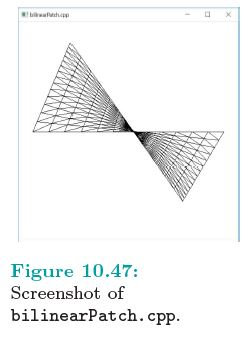 bilinearPatch.cpp
Figure 10.47:
Screenshot of
bilinearPatch.cpp.